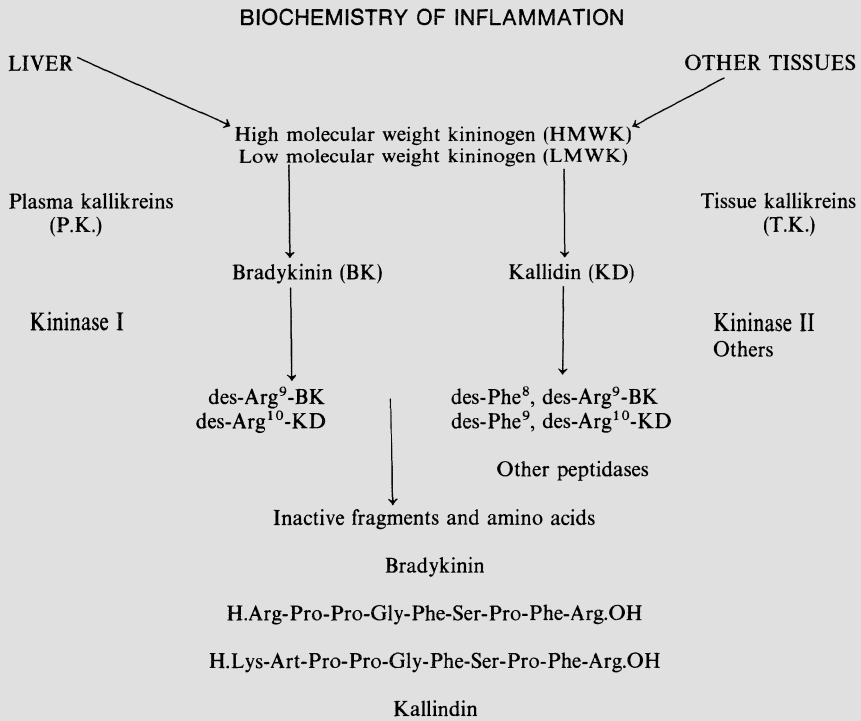 BIOCHEMISTRY OF INFLAMMATION
LIVER
OTHER TISSUES
High molecular weight kininogen (HMWK)
Low molecular weight kininogen (LMWK)
Plasma kallikreins
(P.K.)
Tissue kallikreins
(T.K.)
Bradykinin (BK)
Kallidin (KD)
Kininase I
Kininase II
Others
des-Arg⁹-BK
des-Arg¹⁰-KD
des-Phe⁸, des-Arg⁹-BK
des-Phe⁹, des-Arg¹⁰-KD
Other peptidases
Inactive fragments and amino acids
Bradykinin
H.Arg-Pro-Pro-Gly-Phe-Ser-Pro-Phe-Arg.OH
H.Lys-Art-Pro-Pro-Gly-Phe-Ser-Pro-Phe-Arg.OH
Kallindin